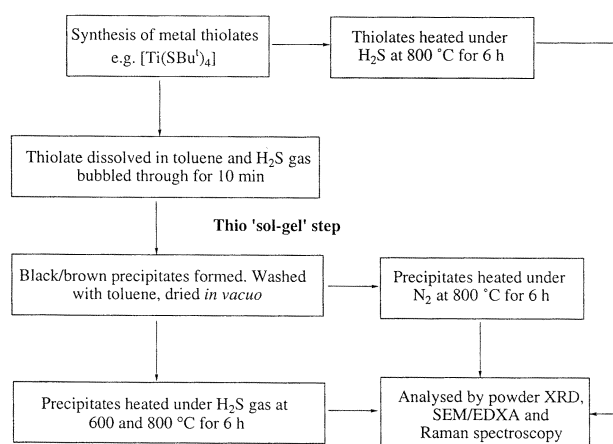 Synthesis of metal thiolates
e.g. [Ti(SBuᵗ)₄]
Thiolates heated under
H₂S at 800 °C for 6 h
Thiolate dissolved in toluene and H₂S gas
bubbled through for 10 min
Thio 'sol-gel' step
Black/brown precipitates formed. Washed
with toluene, dried in vacuo
Precipitates heated under
N₂ at 800 °C for 6 h
Precipitates heated under H₂S gas at
600 and 800 °C for 6 h
Analysed by powder XRD,
SEM/EDXA and
Raman spectroscopy